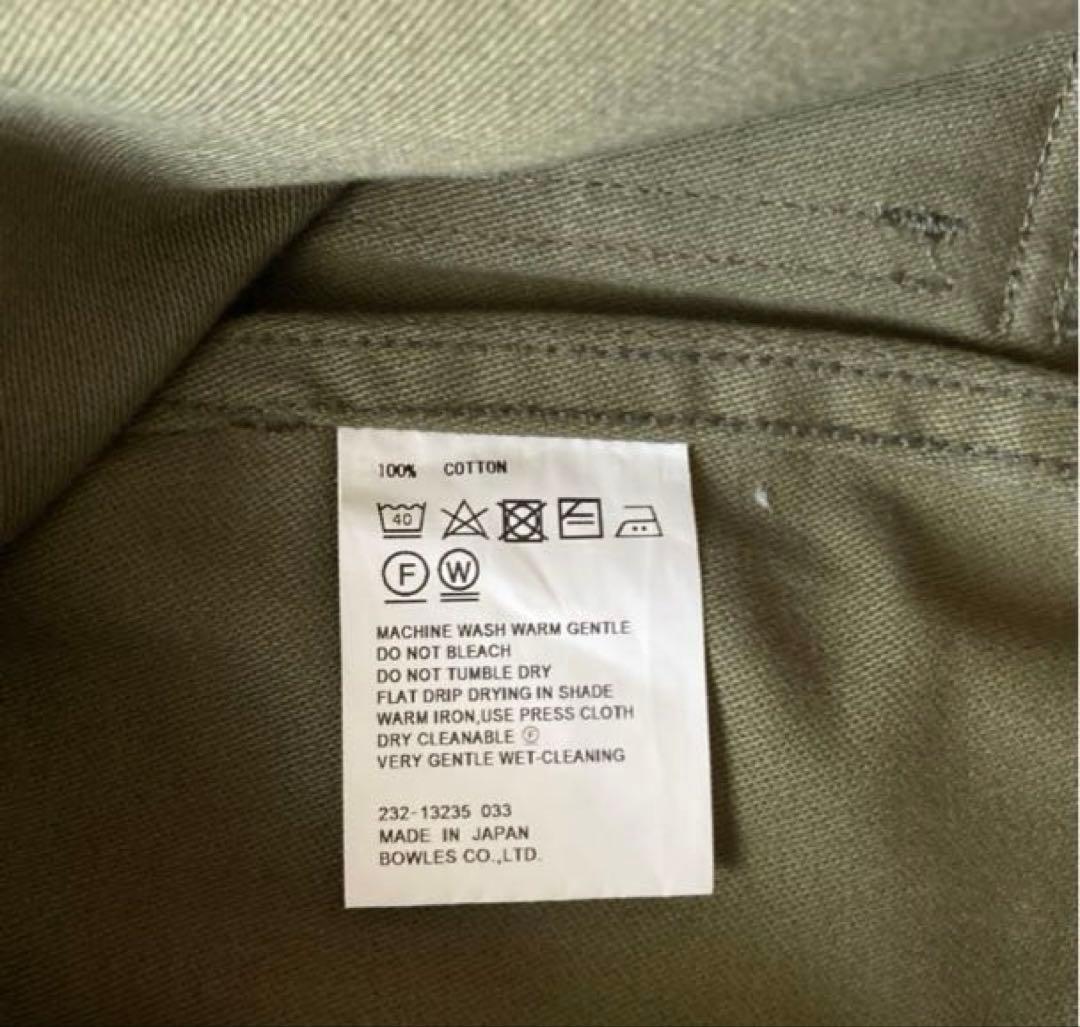 100% COTTON
40
F W
MACHINE WASH WARM GENTLE
DO NOT BLEACH
DO NOT TUMBLE DRY
FLAT DRIP DRYING IN SHADE
WARM IRON,USE PRESS CLOTH
DRY CLEANABLE Ⓕ
VERY GENTLE WET-CLEANING
232-13235 033
MADE IN JAPAN
BOWLES CO.,LTD.